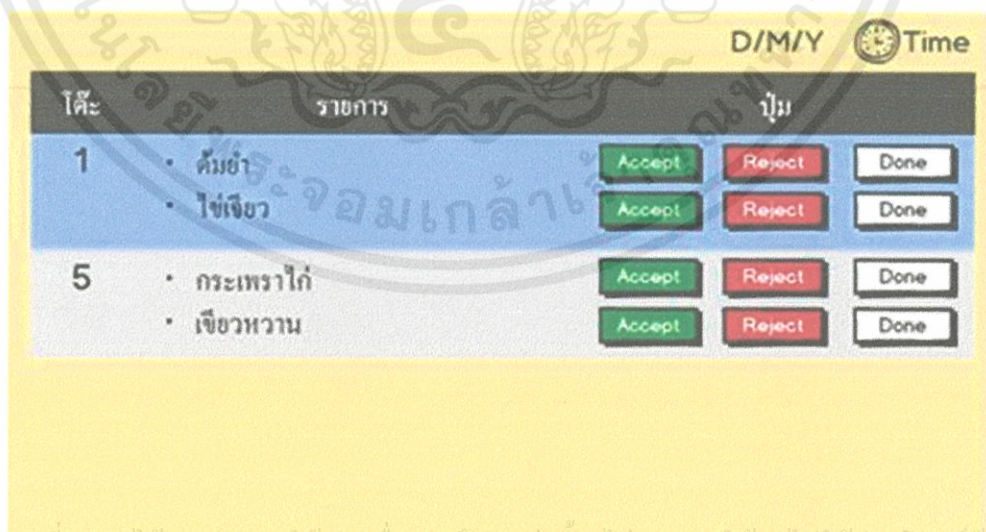 D/M/Y Time
โต๊ะ รายการ ปุ่ม
1 • ต้มยำ Accept Reject Done
• ไข่เจียว Accept Reject Done
5 • กระเพราไก่ Accept Reject Done
• เขียวหวาน Accept Reject Done